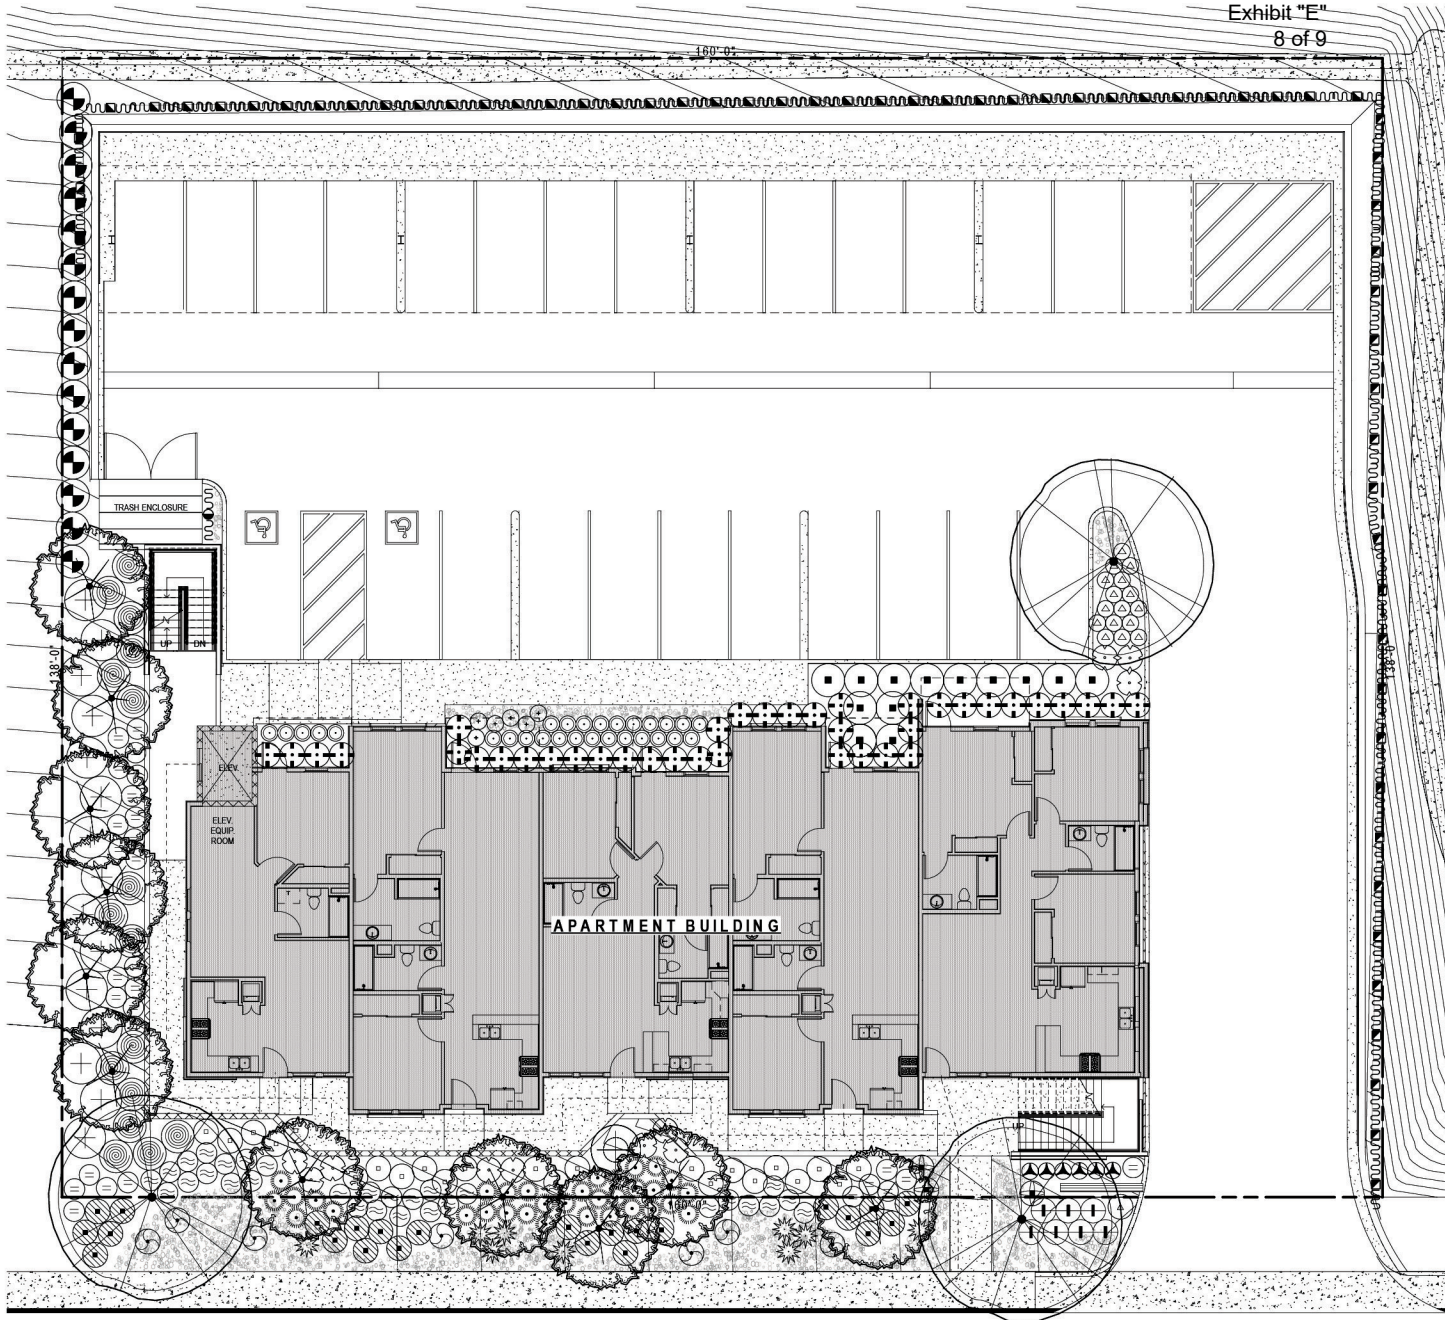 Exhibit "E"
8 of 9
160'-0"
TRASH ENCLOSURE
UP
DN
138'-0"
138'-0"
ELEV.
ELEV.
EQUIP.
ROOM
APARTMENT BUILDING
UP
160'-0"